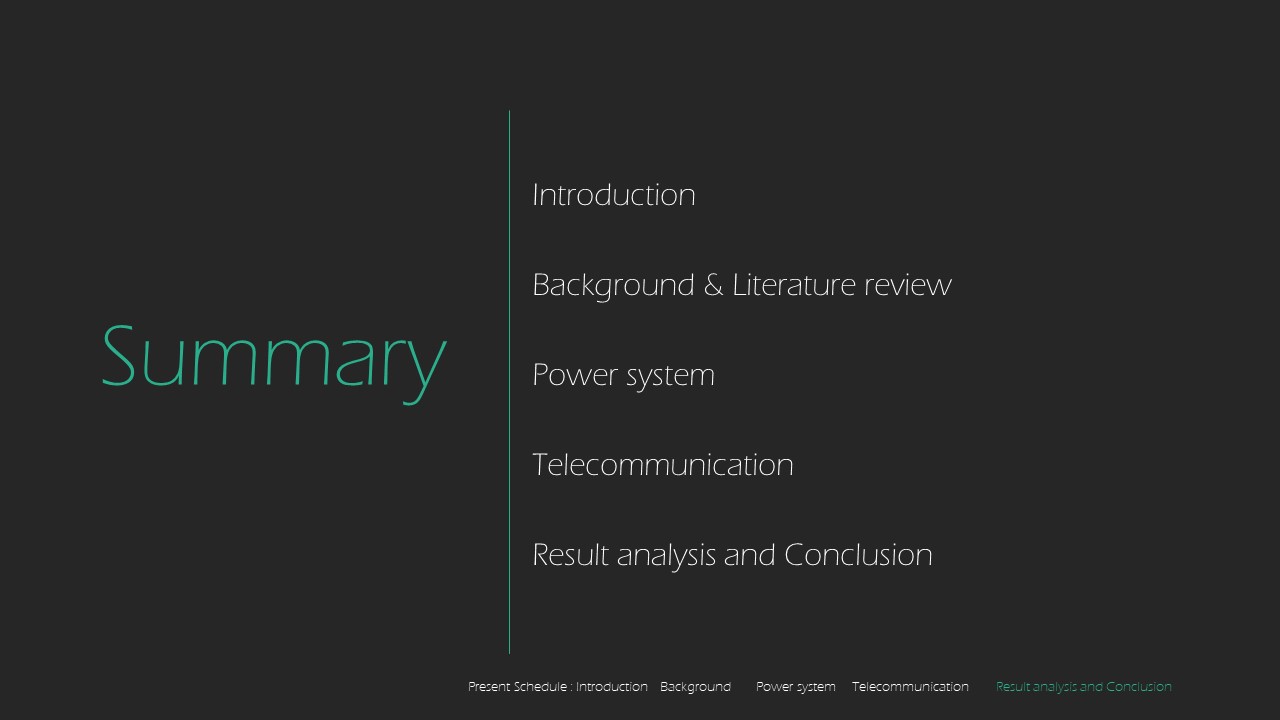 Summary
Introduction
Background & Literature review
Power system
Telecommunication
Result analysis and Conclusion
Present Schedule : Introduction Background Power system Telecommunication Result analysis and Conclusion